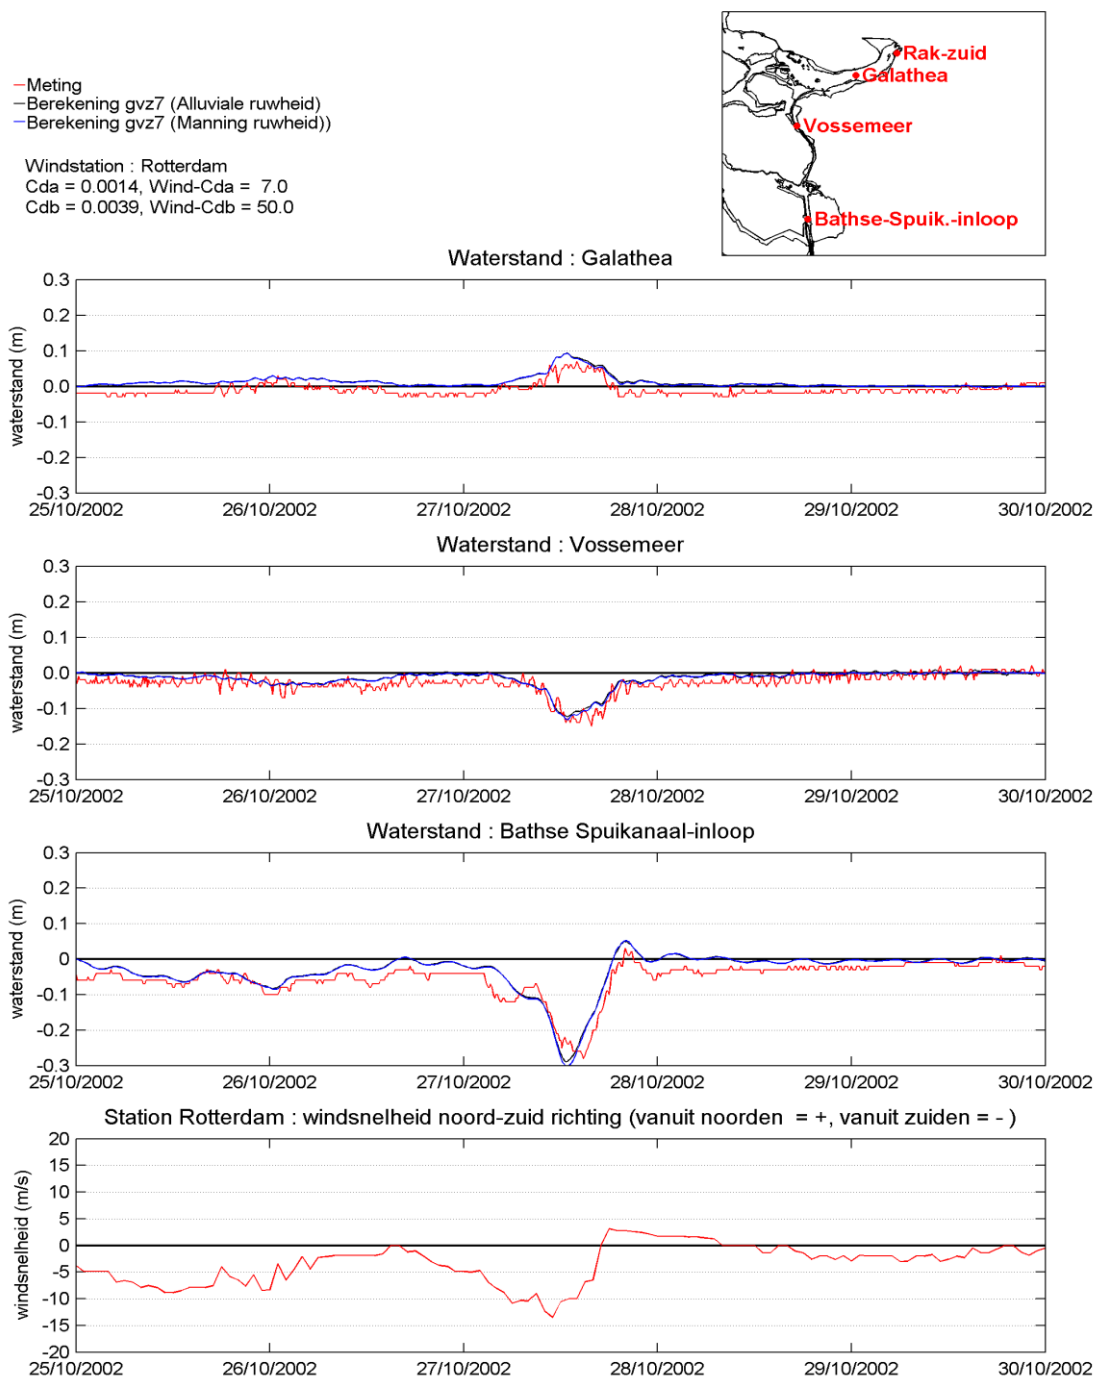 Rak-zuid
Galathea
Vossemeer
Bathse-Spuik.-inloop
Meting
Berekening gvz7 (Alluviale ruwheid)
Berekening gvz7 (Manning ruwheid))
Windstation : Rotterdam
Cda = 0.0014, Wind-Cda =  7.0
Cdb = 0.0039, Wind-Cdb = 50.0
Waterstand : Galathea
waterstand (m)
0.3
0.2
0.1
0.0
-0.1
-0.2
-0.3
25/10/2002 26/10/2002 27/10/2002 28/10/2002 29/10/2002 30/10/2002
Waterstand : Vossemeer
waterstand (m)
0.3
0.2
0.1
0.0
-0.1
-0.2
-0.3
25/10/2002 26/10/2002 27/10/2002 28/10/2002 29/10/2002 30/10/2002
Waterstand : Bathse Spuikanaal-inloop
waterstand (m)
0.3
0.2
0.1
0
-0.1
-0.2
-0.3
25/10/2002 26/10/2002 27/10/2002 28/10/2002 29/10/2002 30/10/2002
Station Rotterdam : windsnelheid noord-zuid richting (vanuit noorden  = +, vanuit zuiden = - )
windsnelheid (m/s)
20
15
10
5
0
-5
-10
-15
-20
25/10/2002 26/10/2002 27/10/2002 28/10/2002 29/10/2002 30/10/2002